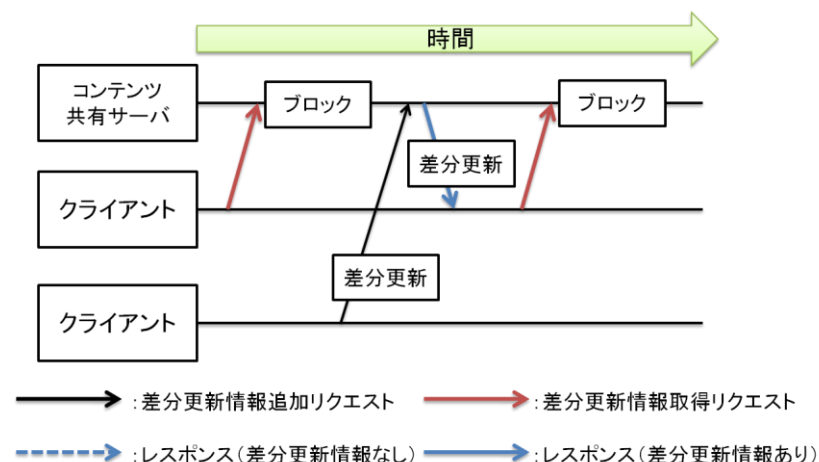 時間
コンテンツ
共有サーバ
ブロック
ブロック
差分更新
クライアント
差分更新
クライアント
:差分更新情報追加リクエスト
:差分更新情報取得リクエスト
:レスポンス(差分更新情報なし)
:レスポンス(差分更新情報あり)